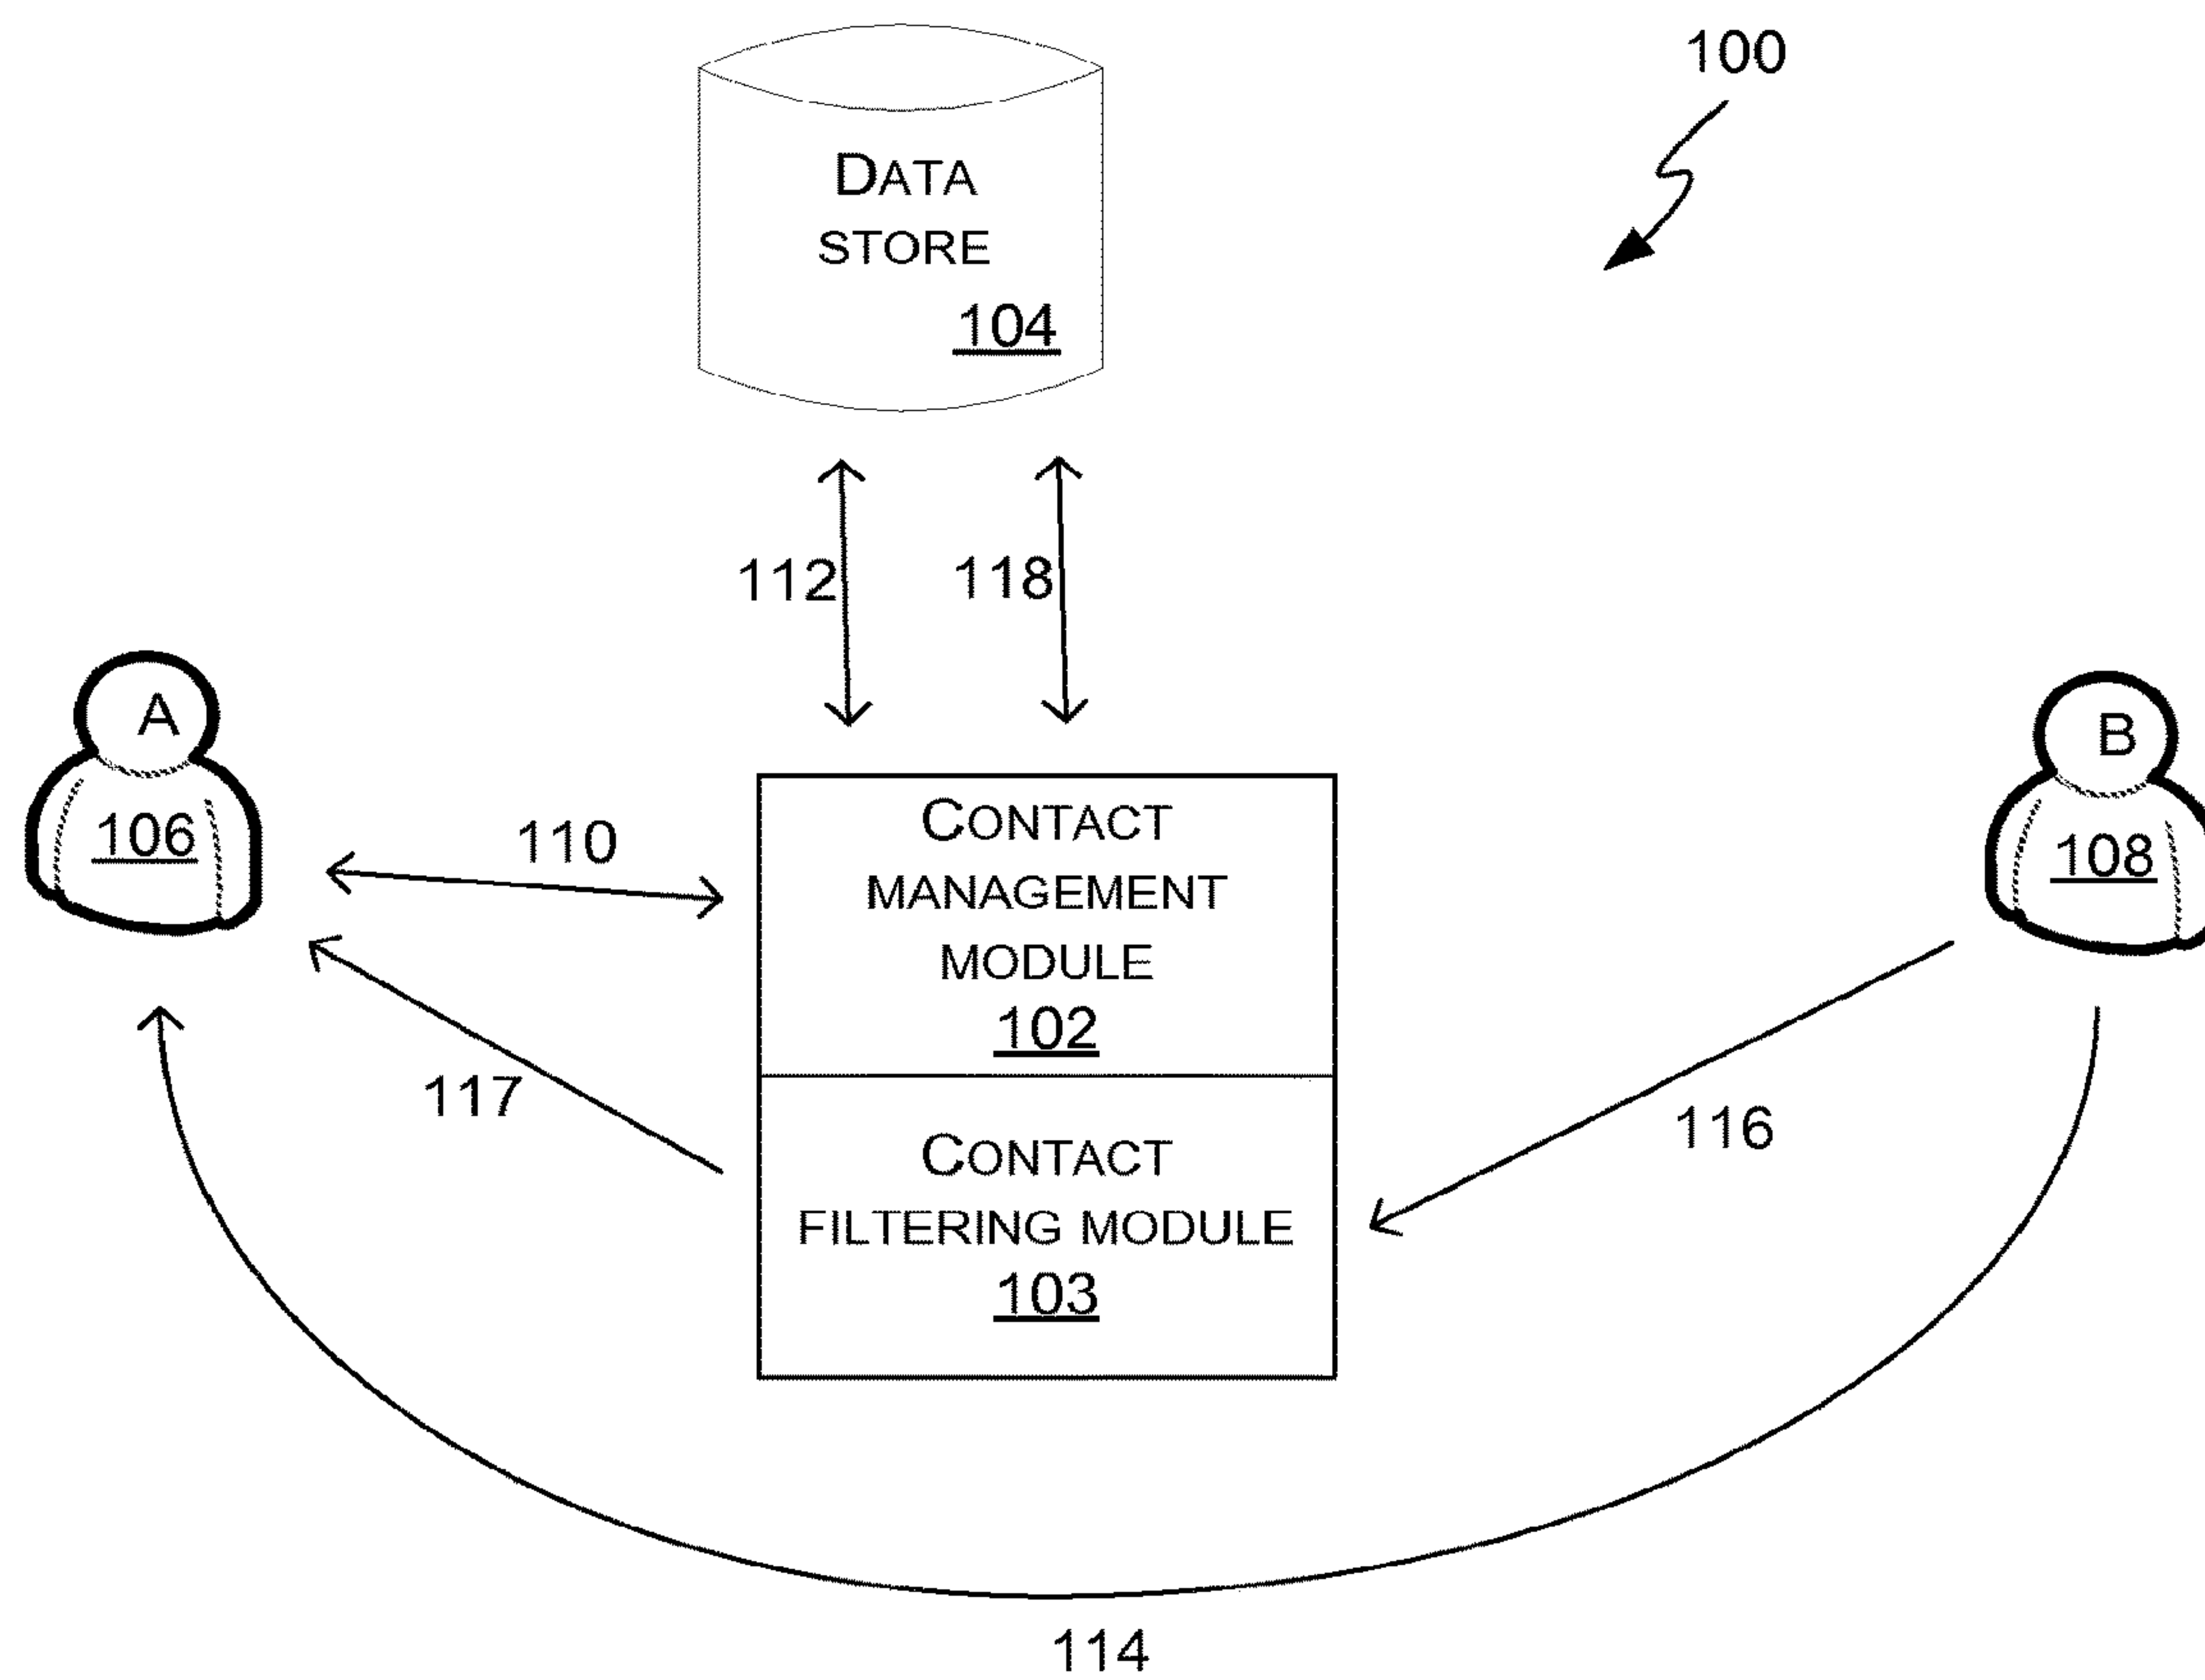 100
DATA
STORE
104
112
118
A
106
B
108
110
CONTACT
MANAGEMENT
MODULE
102
117
116
CONTACT
FILTERING MODULE
103
114